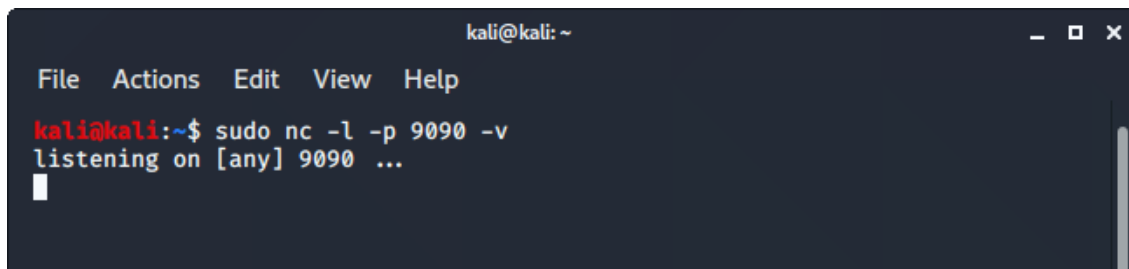 kali@kali: ~
File Actions Edit View Help
kali@kali:~$ sudo nc -l -p 9090 -v
listening on [any] 9090 ...